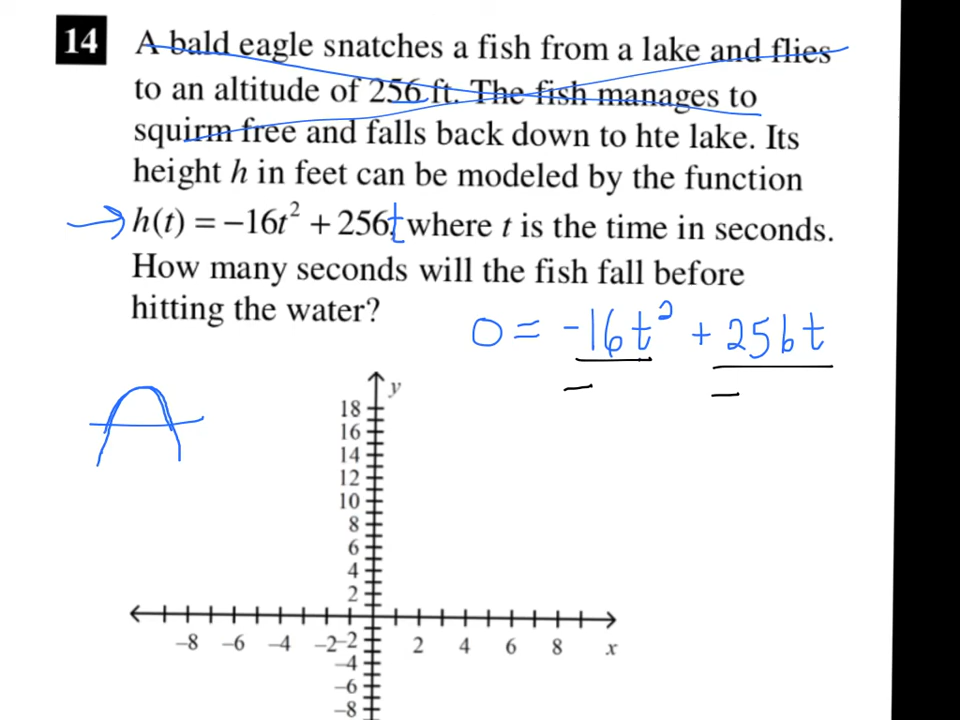 14 A bald eagle snatches a fish from a lake and flies
to an altitude of 256 ft. The fish manages to
squirm free and falls back down to hte lake. Its
height h in feet can be modeled by the function
h(t) = −16t² + 256t where t is the time in seconds.
How many seconds will the fish fall before
hitting the water?
0 = −16t² + 256t
y
18
16
14
12
10
8
6
4
2
−8 −6 −4 −2 2 4 6 8 x
−2
−4
−6
−8